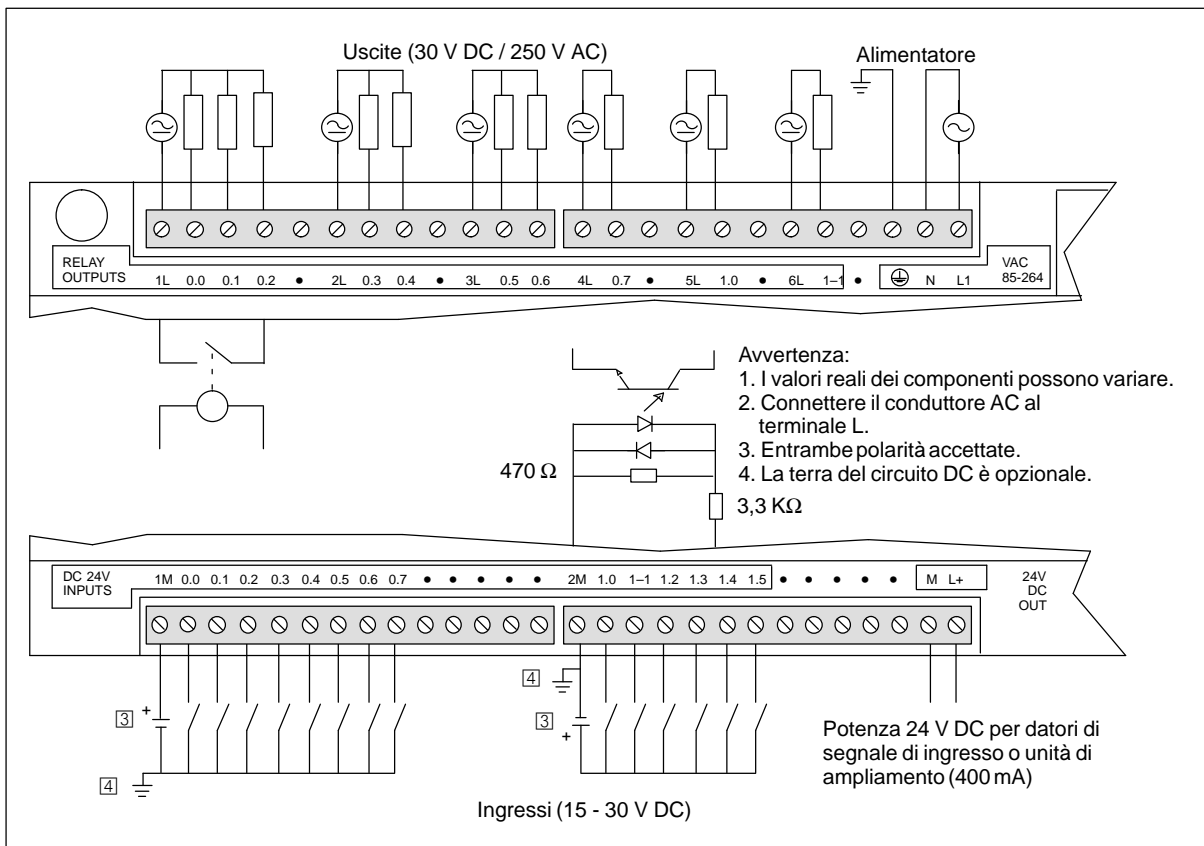 Uscite (30 V DC / 250 V AC)
Alimentatore
RELAY
OUTPUTS
1L 0.0 0.1 0.2 • 2L 0.3 0.4 • 3L 0.5 0.6 4L 0.7 • 5L 1.0 • 6L 1–1 • N L1
VAC
85-264
Avvertenza:
1. I valori reali dei componenti possono variare.
2. Connettere il conduttore AC al
terminale L.
3. Entrambe polarità accettate.
4. La terra del circuito DC è opzionale.
470 Ω
3,3 KΩ
DC 24V
INPUTS
1M 0.0 0.1 0.2 0.3 0.4 0.5 0.6 0.7 • • • • • 2M 1.0 1–1 1.2 1.3 1.4 1.5 • • • • • M L+
24V
DC
OUT
4
3 +
3
+
4
Potenza 24 V DC per datori di
segnale di ingresso o unità di
ampliamento (400 mA)
Ingressi (15 - 30 V DC)